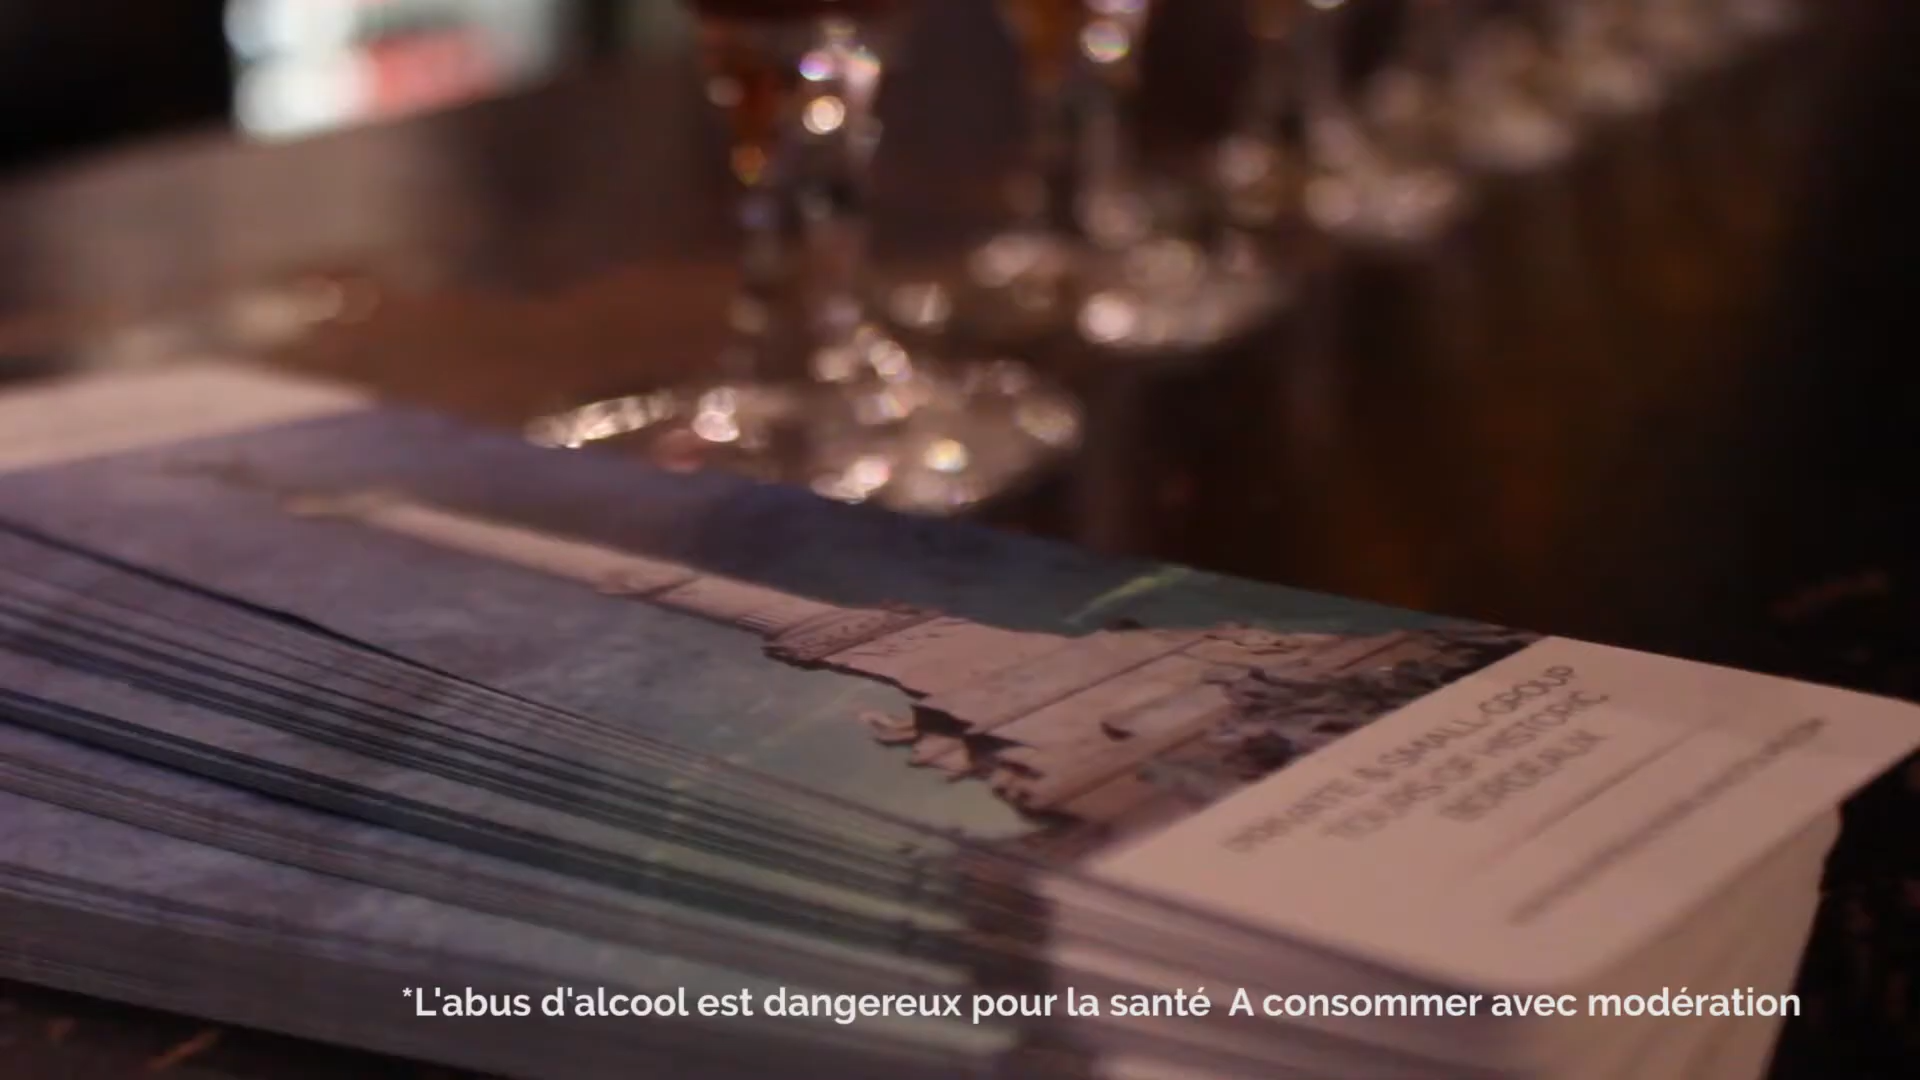 PRIVATE & SMALL-GROUP
TOURS OF HISTORIC
BORDEAUX
*L'abus d'alcool est dangereux pour la santé  A consommer avec modération